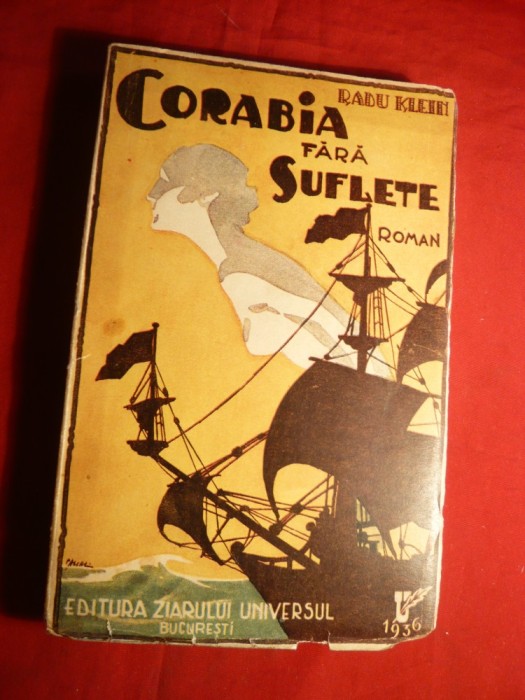 RADU KLEIN
CORABIA
FĂRĂ
SUFLETE
ROMAN
EDITURA ZIARULUI UNIVERSUL
BUCUREȘTI
U
1936